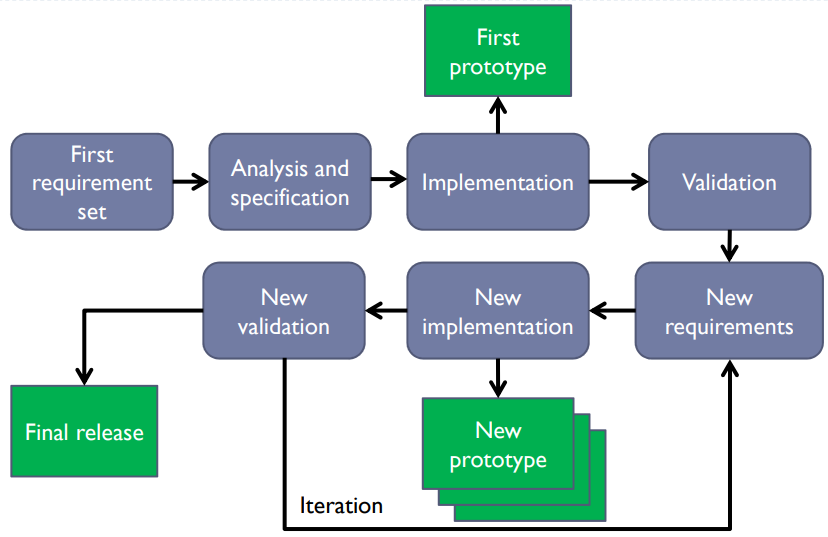 First
prototype
First
requirement
set
Analysis and
specification
Implementation
Validation
New
validation
New
implementation
New
requirements
Final release
New
prototype
Iteration